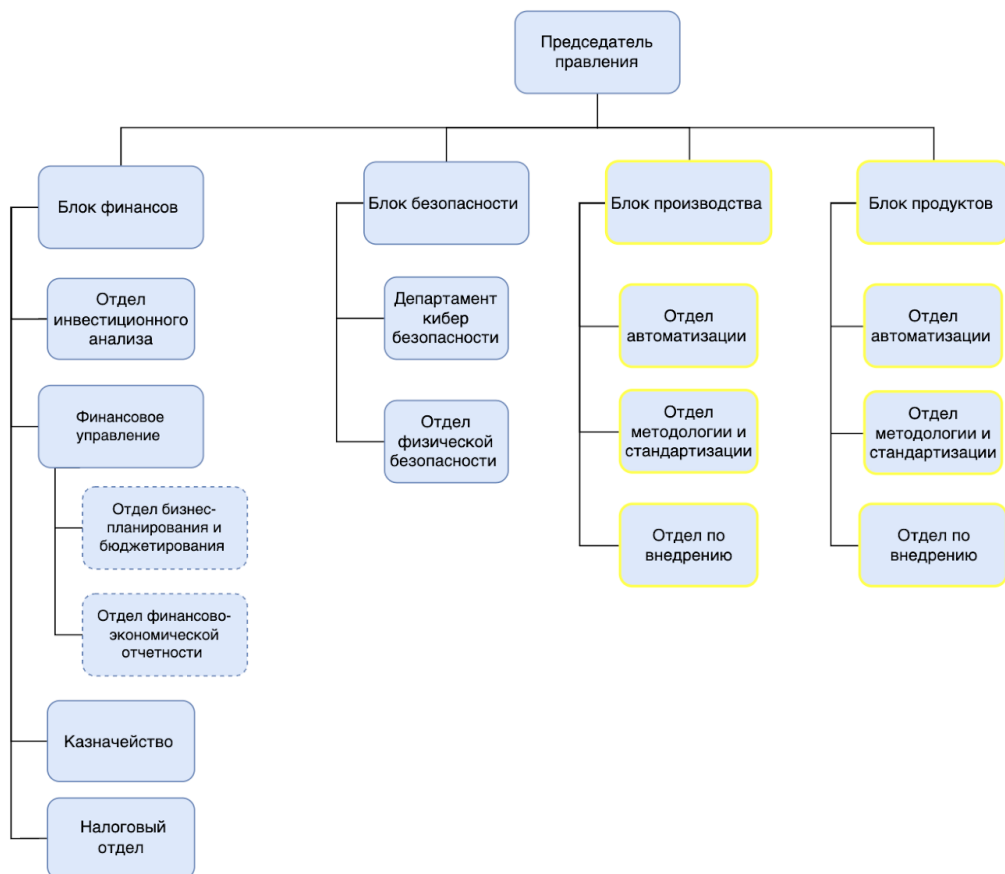 Председатель
правления
Блок финансов
Отдел
инвестиционного
анализа
Финансовое
управление
Отдел бизнес-
планирования и
бюджетирования
Отдел финансово-
экономической
отчетности
Казначейство
Налоговый
отдел
Блок безопасности
Департамент
кибер
безопасности
Отдел
физической
безопасности
Блок производства
Отдел
автоматизации
Отдел
методологии и
стандартизации
Отдел по
внедрению
Блок продуктов
Отдел
автоматизации
Отдел
методологии и
стандартизации
Отдел по
внедрению